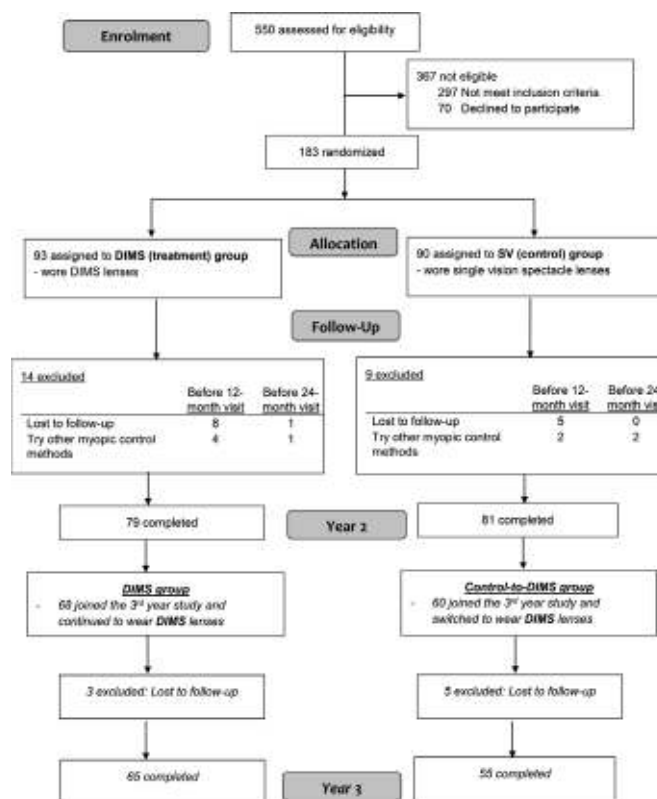 Enrolment
550 assessed for eligibility
367 not eligible
297 Not meet inclusion criteria
70 Declined to participate
183 randomized
Allocation
93 assigned to DIMS (treatment) group
- wore DIMS lenses
90 assigned to SV (control) group
- wore single vision spectacle lenses
Follow-Up
14 excluded
Before 12- Before 24-
month visit month visit
Lost to follow-up 8 1
Try other myopic control 4 1
methods
9 excluded
Before 12- Before 24
month visit month visi
Lost to follow-up 5 0
Try other myopic control 2 2
methods
79 completed
Year 2
81 completed
DIMS group
- 68 joined the 3rd year study and
continued to wear DIMS lenses
Control-to-DIMS group
- 60 joined the 3rd year study and
switched to wear DIMS lenses
3 excluded: Lost to follow-up
5 excluded: Lost to follow-up
65 completed
Year 3
55 completed